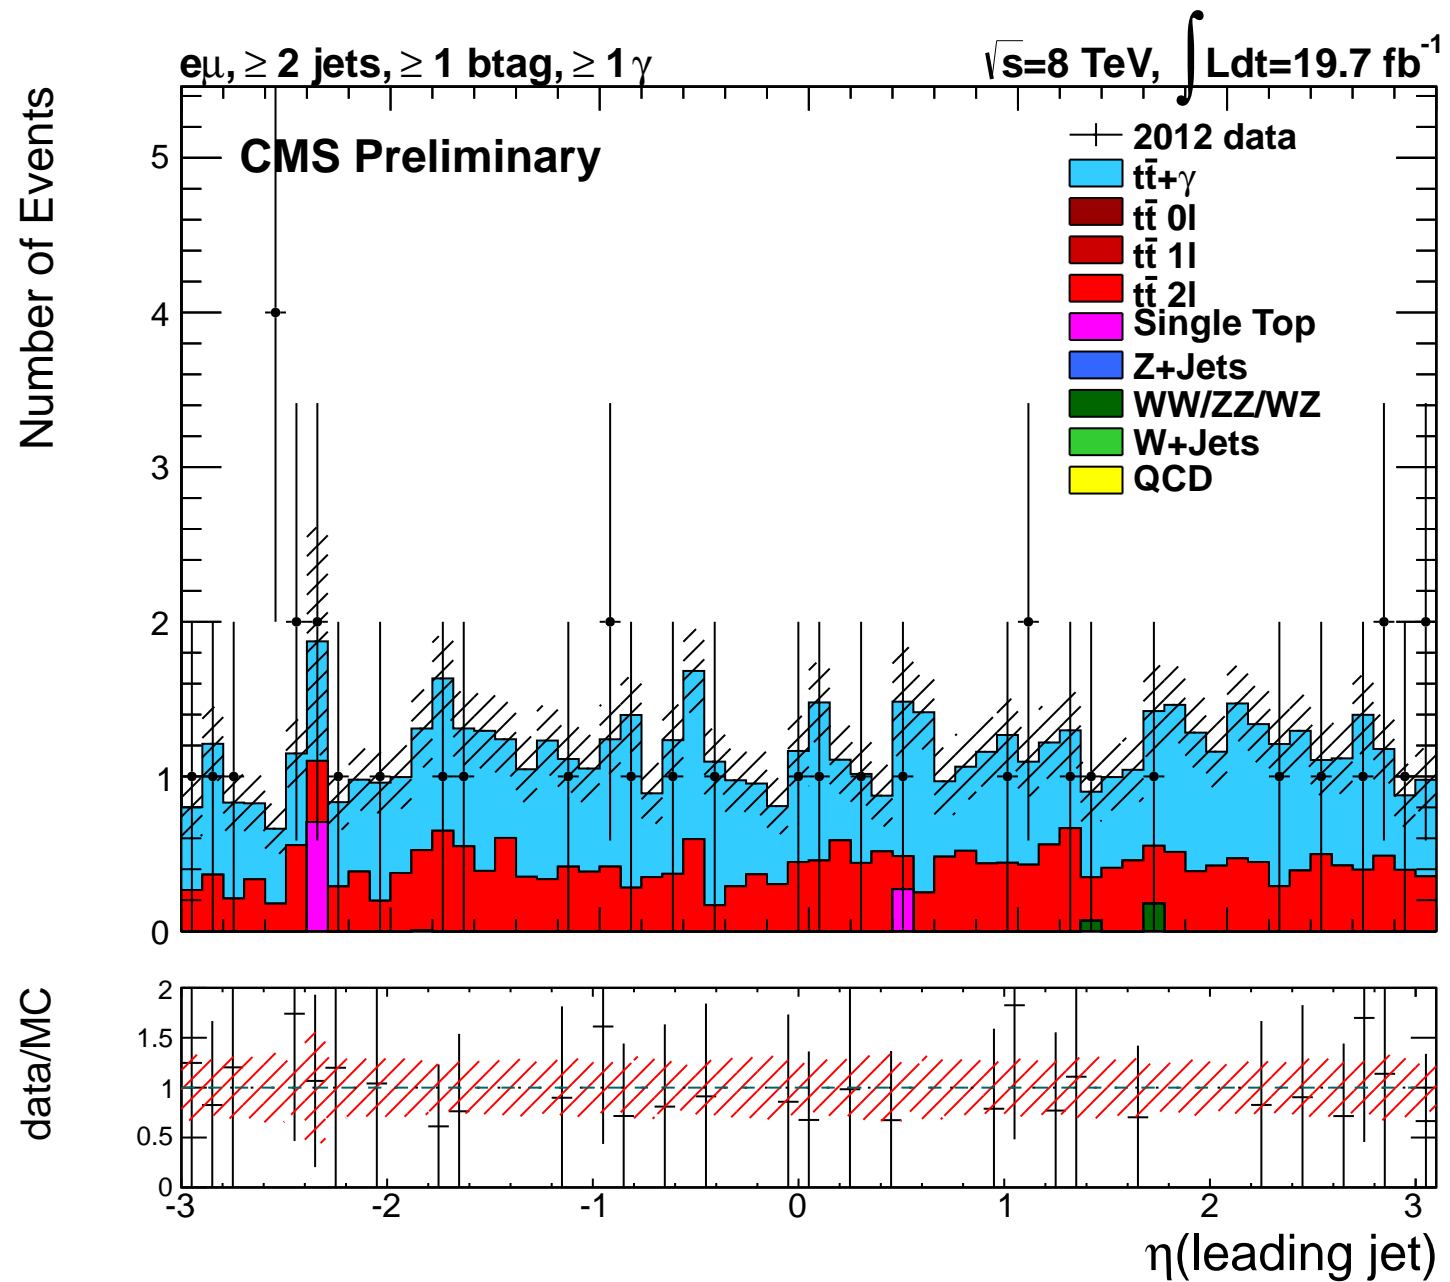 eμ, ≥ 2 jets, ≥ 1 btag, ≥ 1 γ
√s=8 TeV, ∫Ldt=19.7 fb⁻¹
CMS Preliminary
Number of Events
5
4
3
2
1
0
2012 data
tt̄+γ
tt̄ 0l
tt̄ 1l
tt̄ 2l
Single Top
Z+Jets
WW/ZZ/WZ
W+Jets
QCD
data/MC
2
1.5
1
0.5
0
-3 -2 -1 0 1 2 3
η(leading jet)